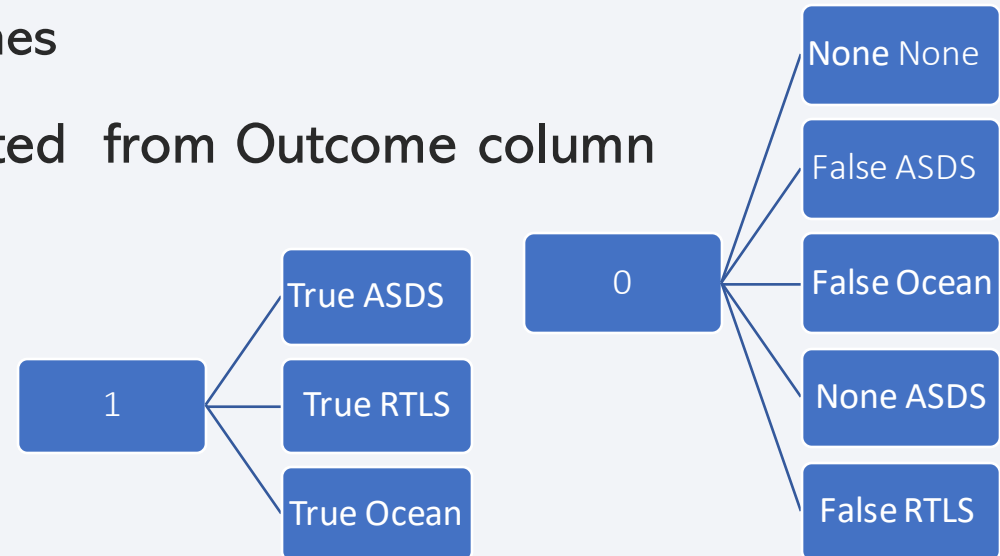 nes
ted from Outcome column
1
True ASDS
True RTLS
True Ocean
0
None None
False ASDS
False Ocean
None ASDS
False RTLS